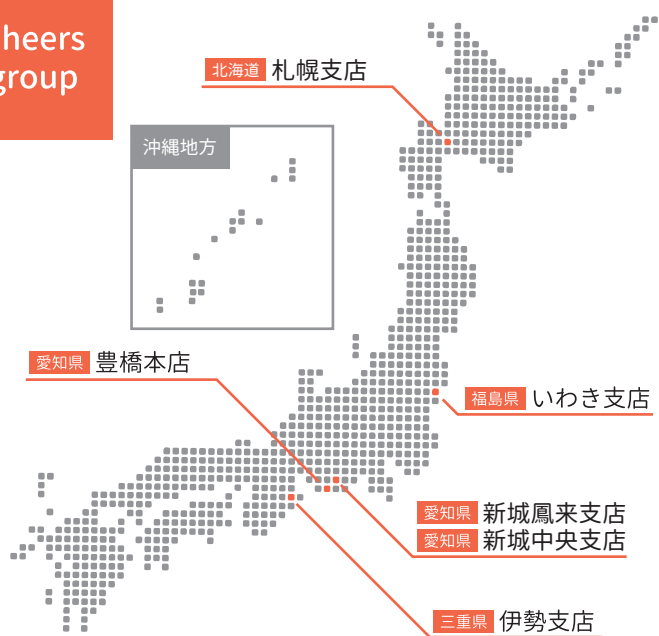 heers
group
北海道 札幌支店
沖縄地方
愛知県 豊橋本店
福島県 いわき支店
愛知県 新城鳳来支店
愛知県 新城中央支店
三重県 伊勢支店